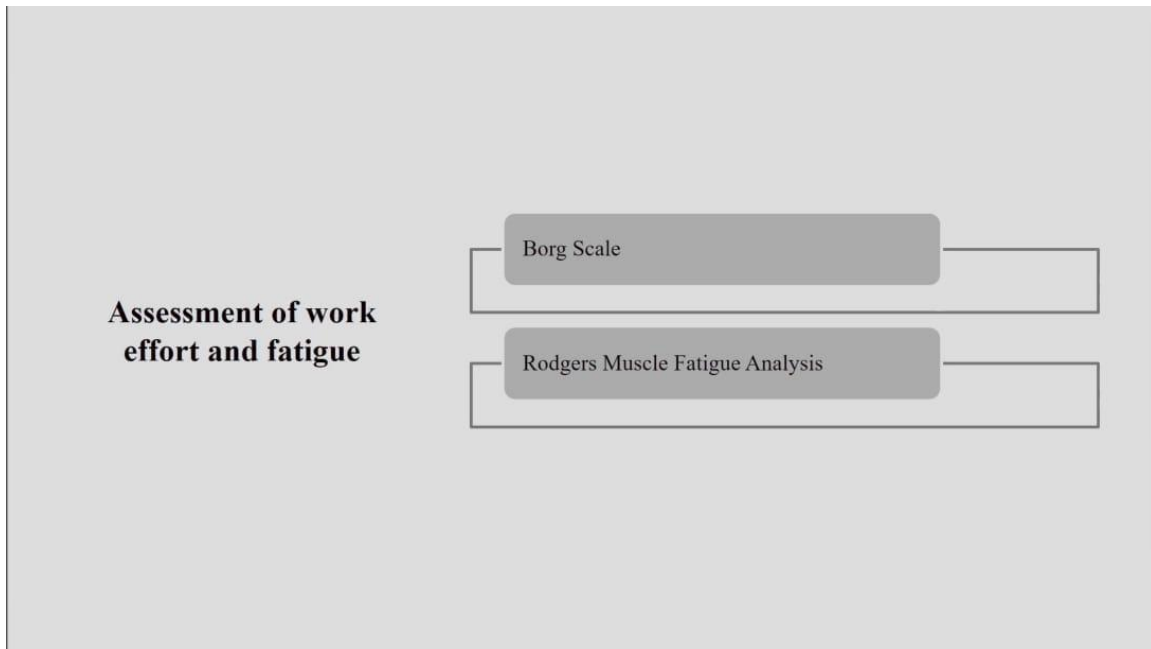 Assessment of work
effort and fatigue
Borg Scale
Rodgers Muscle Fatigue Analysis